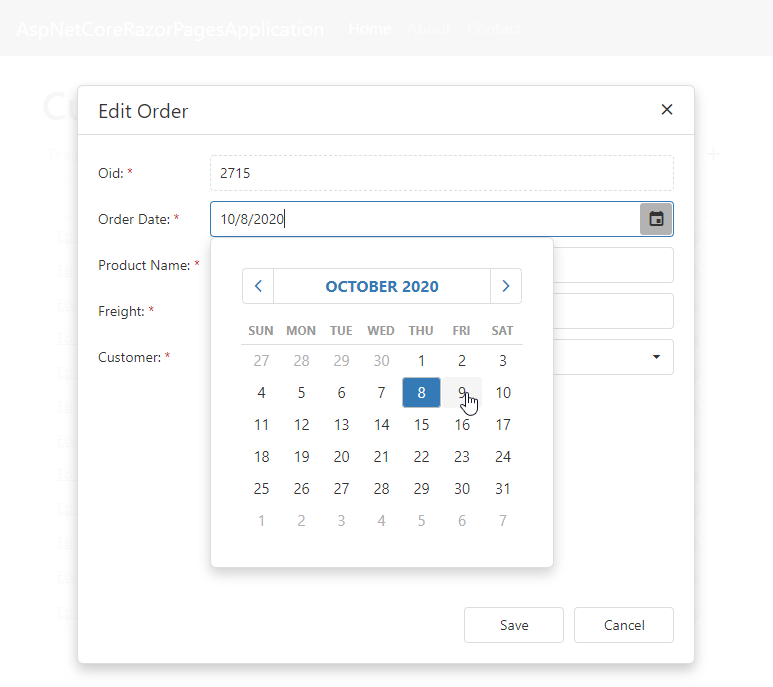 AspNetCoreRazorPagesApplication Home About Contact
Edit Order
Oid: * 2715
Order Date: * 10/8/2020
Product Name: *
Freight: *
Customer: *
OCTOBER 2020
SUN MON TUE WED THU FRI SAT
27 28 29 30 1 2 3
4 5 6 7 8 9 10
11 12 13 14 15 16 17
18 19 20 21 22 23 24
25 26 27 28 29 30 31
1 2 3 4 5 6 7
Save Cancel